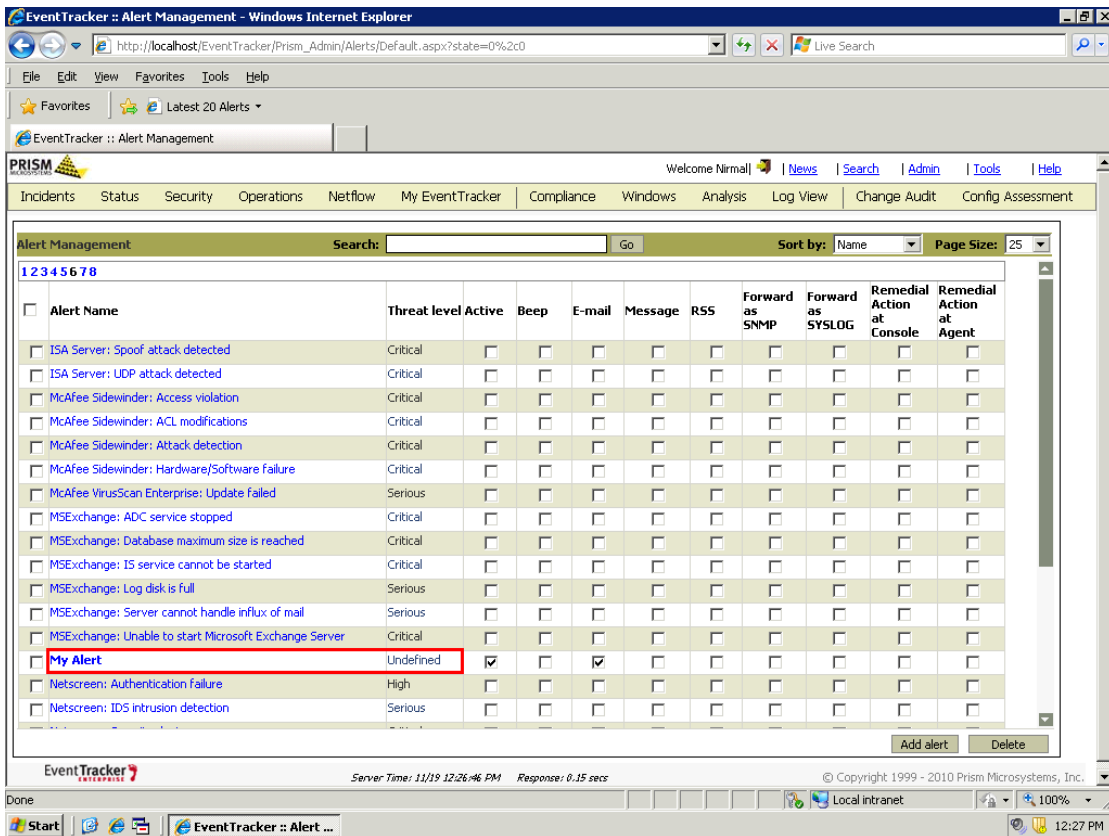 EventTracker :: Alert Management - Windows Internet Explorer
http://localhost/EventTracker/Prism_Admin/Alerts/Default.aspx?state=0%2c0
Live Search
File Edit View Favorites Tools Help
Favorites Latest 20 Alerts
EventTracker :: Alert Management
PRISM
MICROSYSTEMS
Welcome Nirmal| | News | Search | Admin | Tools | Help
Incidents Status Security Operations Netflow My EventTracker Compliance Windows Analysis Log View Change Audit Config Assessment
Alert Management Search: Go Sort by: Name Page Size: 25
1 2 3 4 5 6 7 8
Alert Name Threat level Active Beep E-mail Message RSS Forward as SNMP Forward as SYSLOG Remedial Action at Console Remedial Action at Agent
ISA Server: Spoof attack detected Critical
ISA Server: UDP attack detected Critical
McAfee Sidewinder: Access violation Critical
McAfee Sidewinder: ACL modifications Critical
McAfee Sidewinder: Attack detection Critical
McAfee Sidewinder: Hardware/Software failure Critical
McAfee VirusScan Enterprise: Update failed Serious
MSExchange: ADC service stopped Critical
MSExchange: Database maximum size is reached Critical
MSExchange: IS service cannot be started Critical
MSExchange: Log disk is full Serious
MSExchange: Server cannot handle influx of mail Serious
MSExchange: Unable to start Microsoft Exchange Server Critical
My Alert Undefined
Netscreen: Authentication failure High
Netscreen: IDS intrusion detection Serious
Add alert Delete
EventTracker
ENTERPRISE
Server Time: 11/19 12:26:46 PM Response: 0.15 secs
© Copyright 1999 - 2010 Prism Microsystems, Inc.
Done Local intranet 100%
Start EventTracker :: Alert ... 12:27 PM